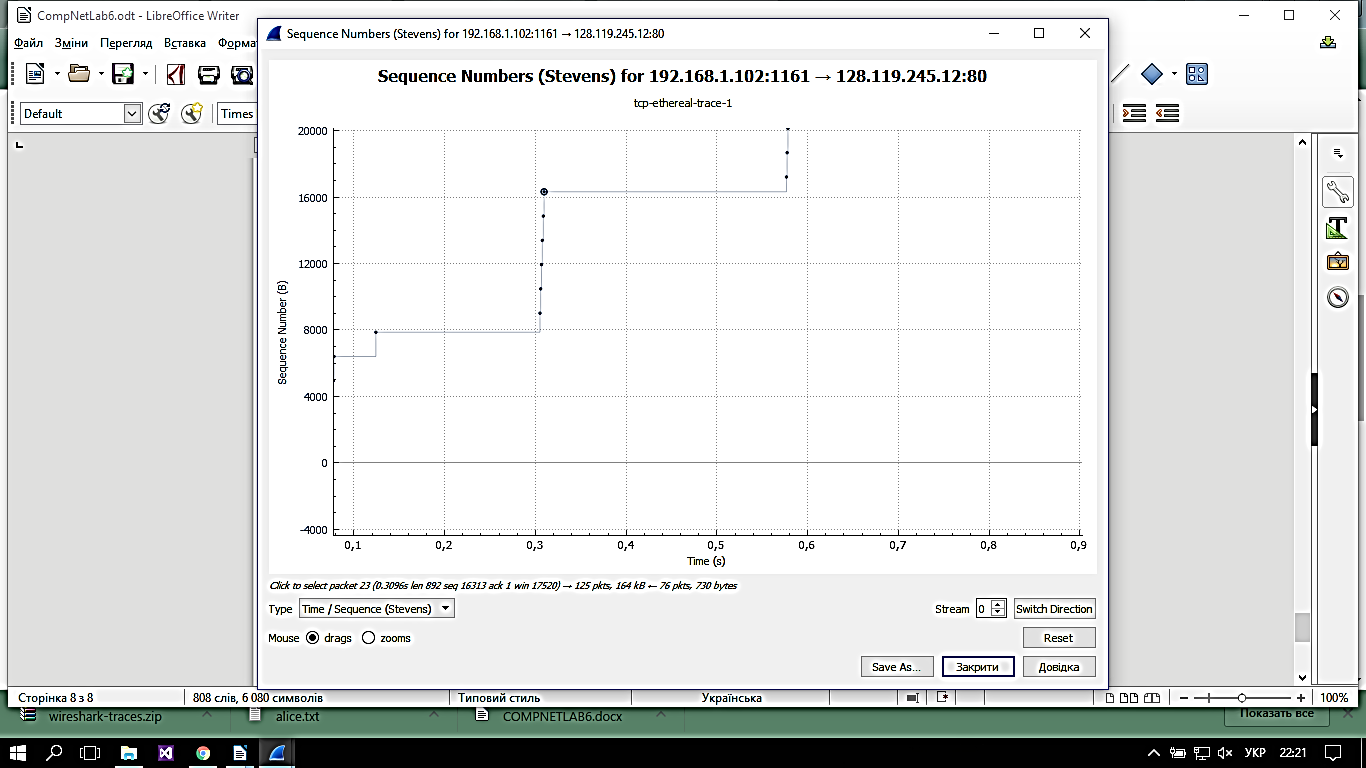 CompNetLab6.odt - LibreOffice Writer
Файл Зміни Перегляд Вставка Форма
Default
Times
Sequence Numbers (Stevens) for 192.168.1.102:1161 → 128.119.245.12:80
Sequence Numbers (Stevens) for 192.168.1.102:1161 → 128.119.245.12:80
tcp-ethereal-trace-1
Sequence Number (B)
20000
16000
12000
8000
4000
0
-4000
0,1 0,2 0,3 0,4 0,5 0,6 0,7 0,8 0,9
Time (s)
Click to select packet 23 (0.3096s len 892 seq 16313 ack 1 win 17520) → 125 pkts, 164 kB ← 76 pkts, 730 bytes
Type Time / Sequence (Stevens) Stream 0 Switch Direction
Mouse drags zooms Reset
Save As... Закрити Довідка
Сторінка 8 з 8 808 слів, 6 080 символів Типовий стиль Українська 100%
wireshark-traces.zip alice.txt COMPNETLAB6.docx Показать все
УКР 22:21